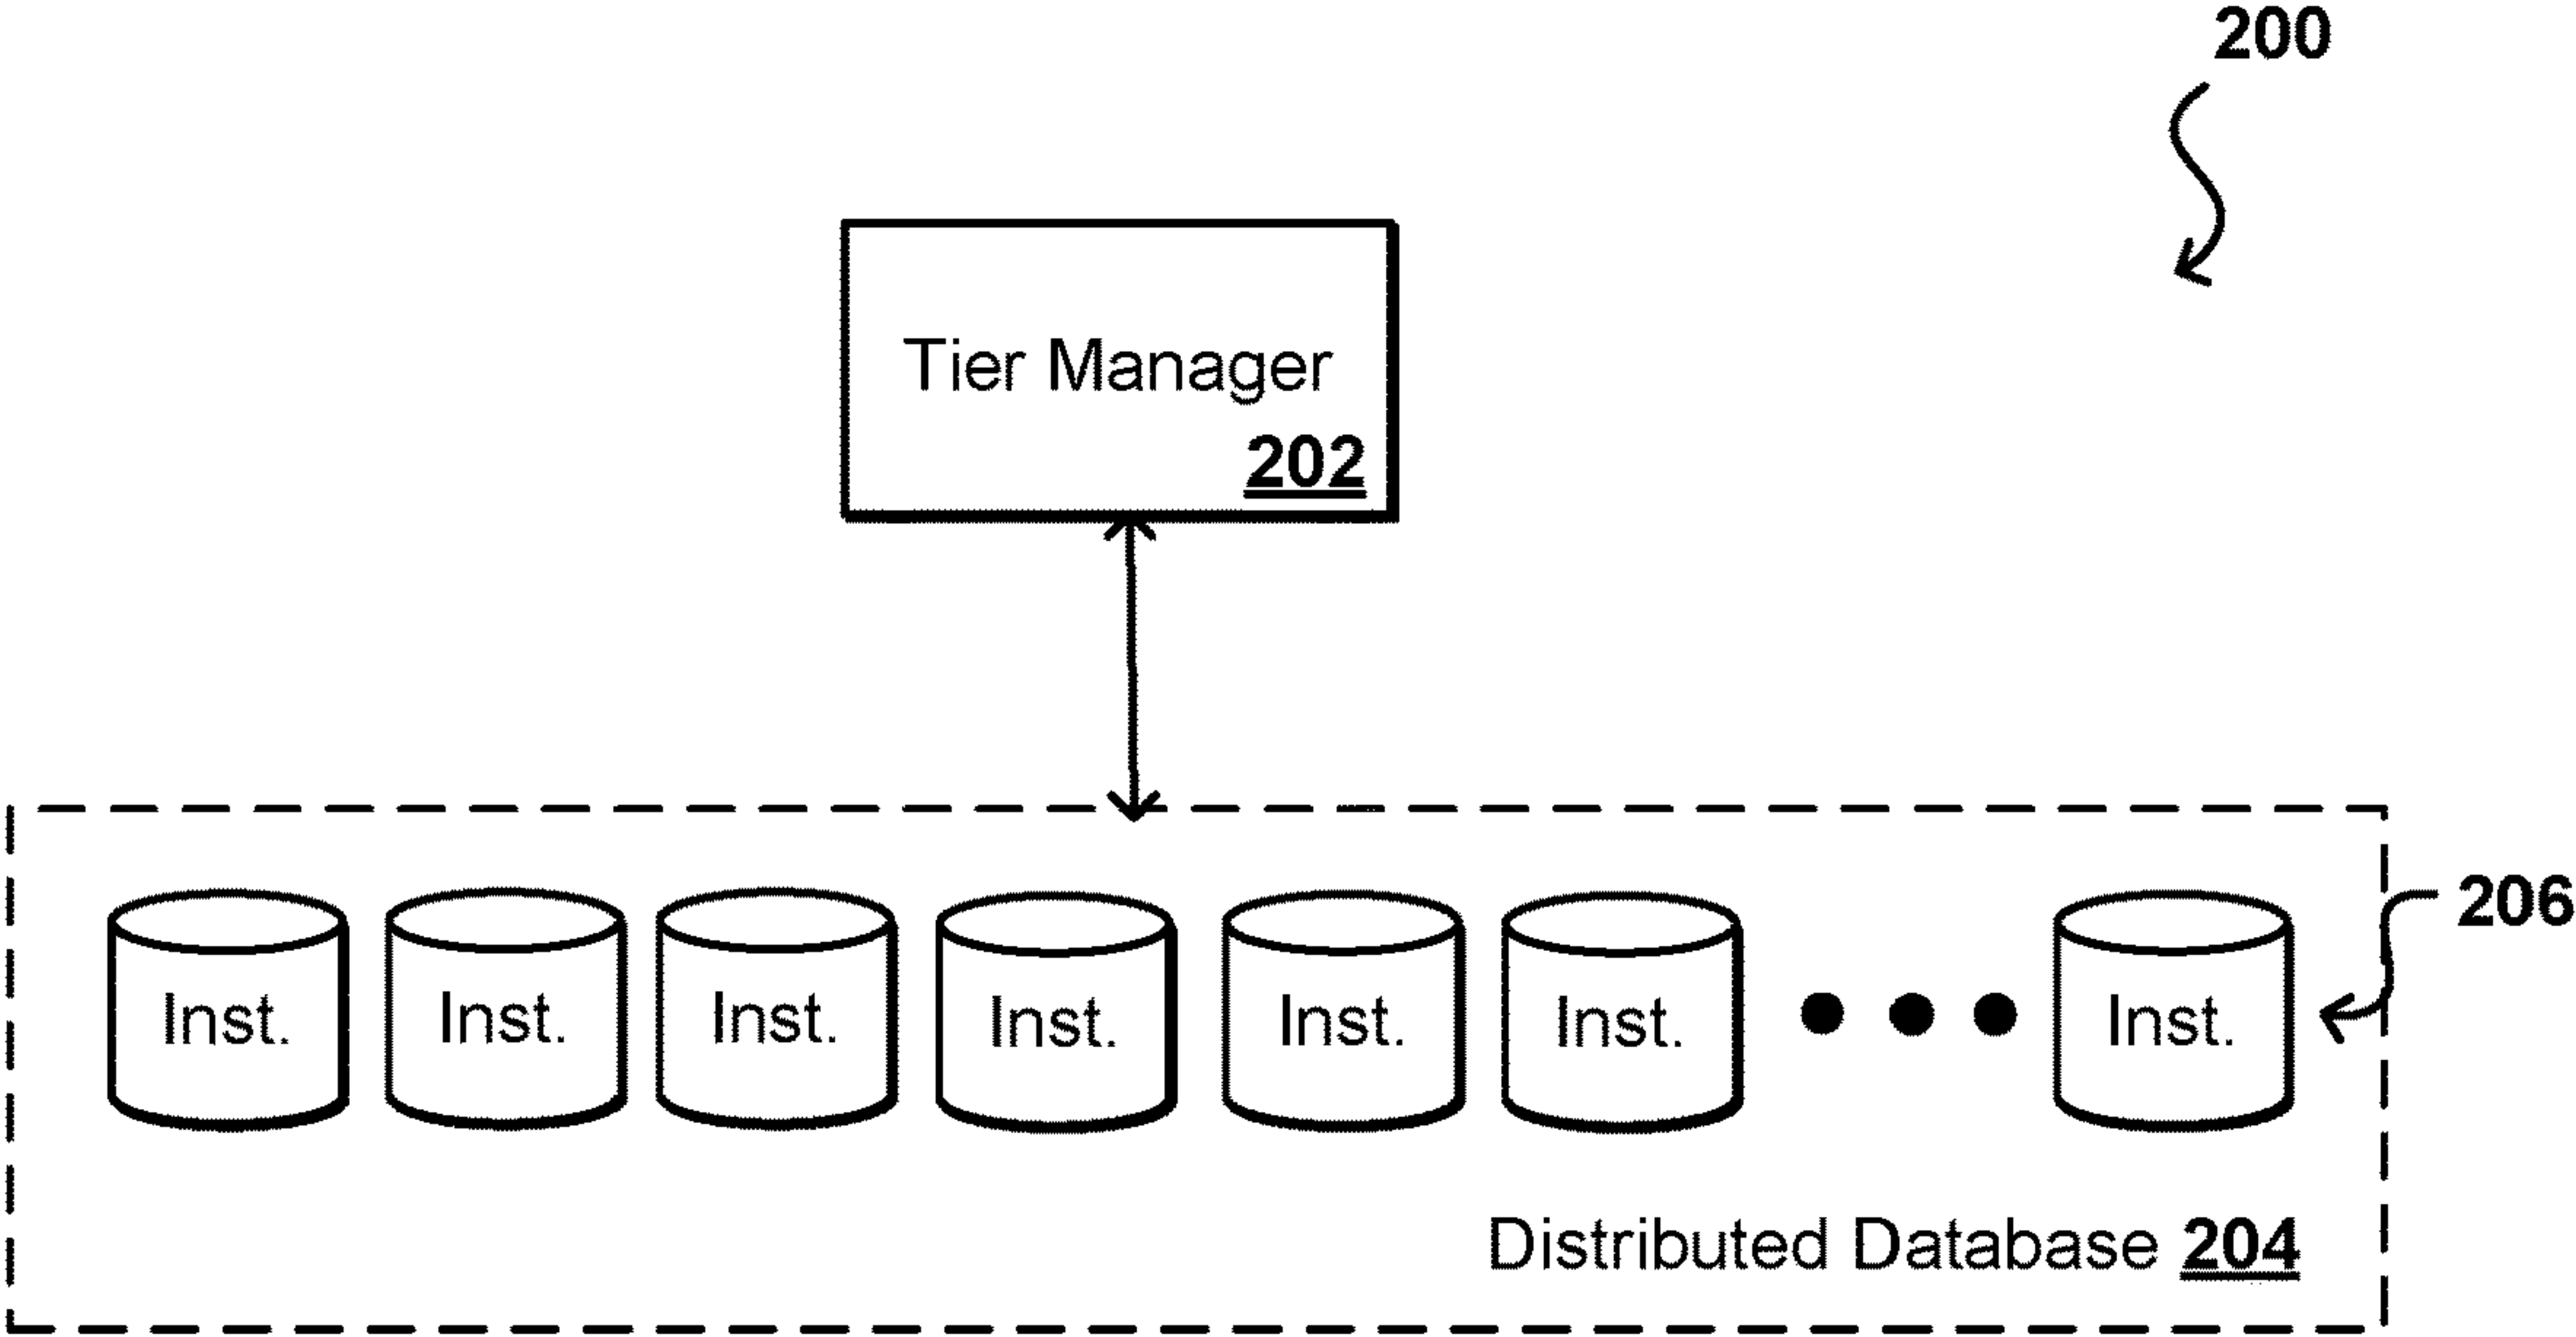 200
Tier Manager
202
206
Inst. Inst. Inst. Inst. Inst. Inst. Inst.
Distributed Database 204